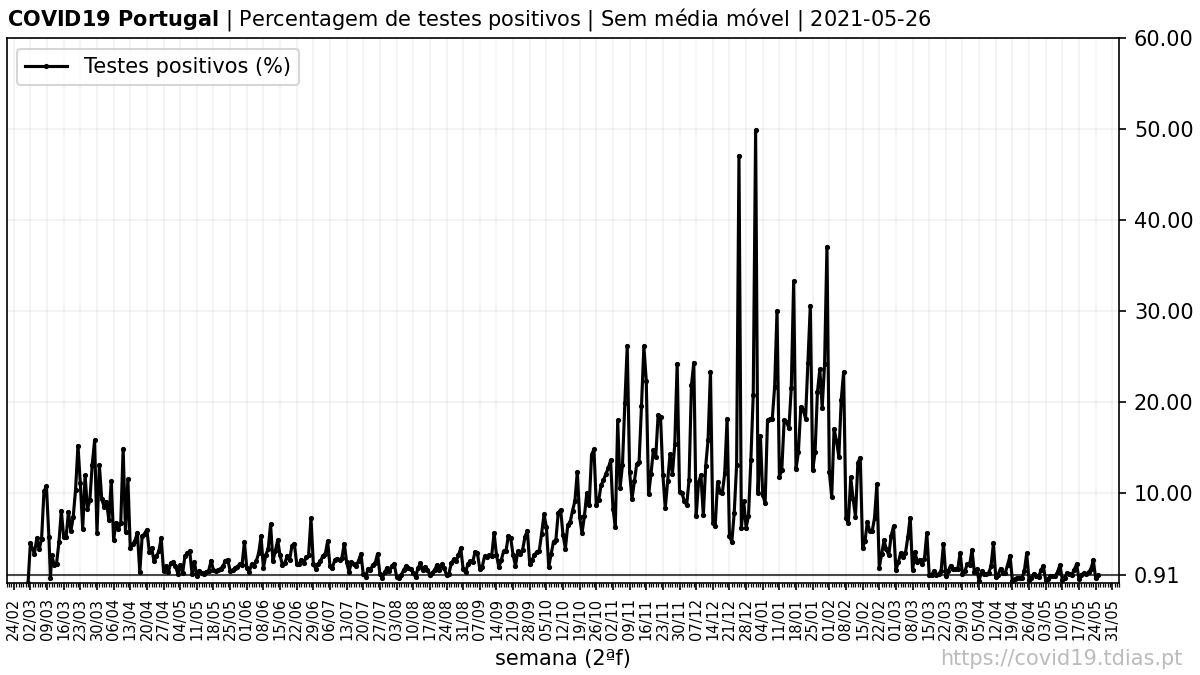 COVID19 Portugal | Percentagem de testes positivos | Sem média móvel | 2021-05-26
Testes positivos (%)
60.00
50.00
40.00
30.00
20.00
10.00
0.91
24/02 02/03 09/03 16/03 23/03 30/03 06/04 13/04 20/04 27/04 04/05 11/05 18/05 25/05 01/06 08/06 15/06 22/06 29/06 06/07 13/07 20/07 27/07 03/08 10/08 17/08 24/08 31/08 07/09 14/09 21/09 28/09 05/10 12/10 19/10 26/10 02/11 09/11 16/11 23/11 30/11 07/12 14/12 21/12 28/12 04/01 11/01 18/01 25/01 01/02 08/02 15/02 22/02 01/03 08/03 15/03 22/03 29/03 05/04 12/04 19/04 26/04 03/05 10/05 17/05 24/05 31/05
semana (2ªf)
https://covid19.tdias.pt